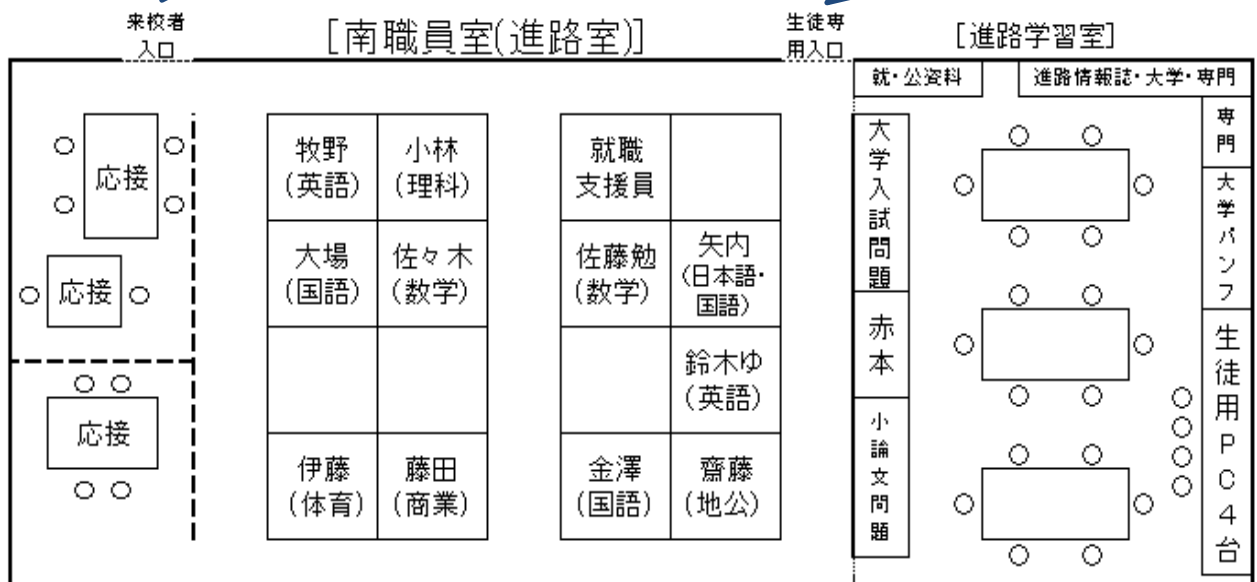 来校者
入口
[南職員室(進路室)]
生徒専
用入口
[進路学習室]
就・公資料
進路情報誌・大学・専門
応接
応接
応接
牧野
(英語)
小林
(理科)
大場
(国語)
佐々木
(数学)
伊藤
(体育)
藤田
(商業)
就職
支援員
佐藤勉
(数学)
矢内
(日本語・
国語)
鈴木ゆ
(英語)
金澤
(国語)
齋藤
(地公)
大学入試問題
赤本
小論文問題
専門
大学パンフ
生徒用PC4台